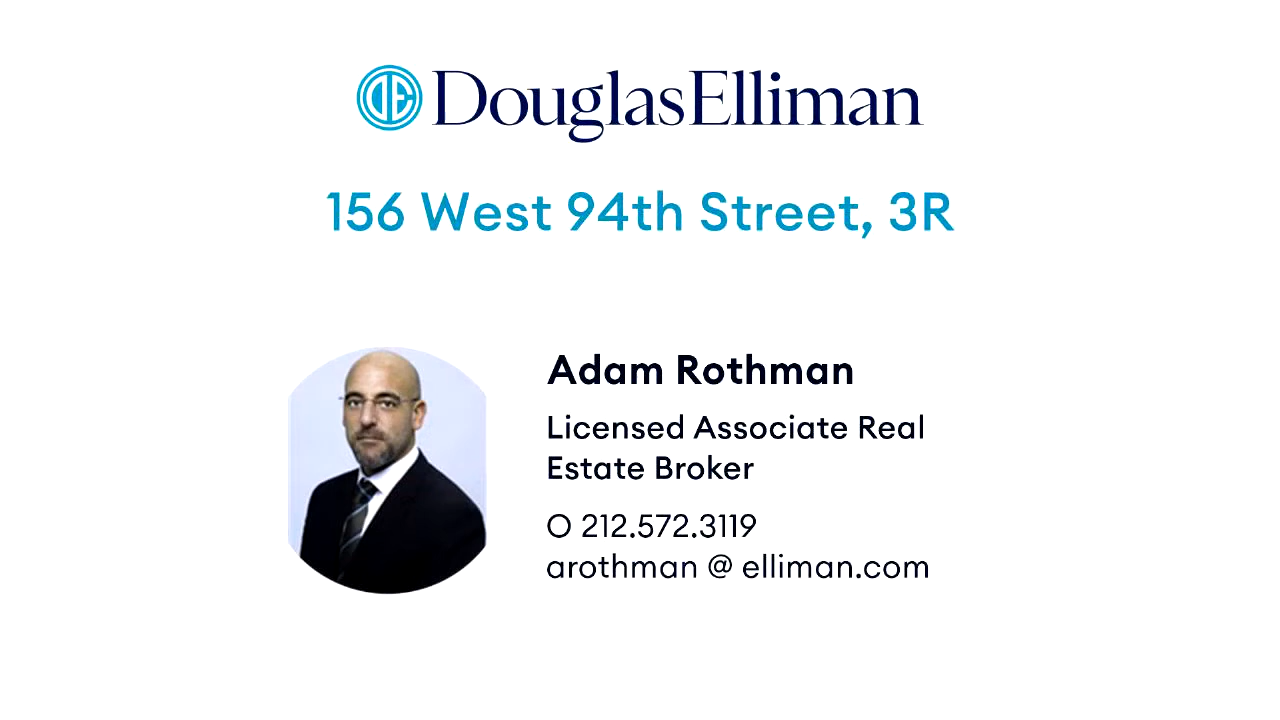 DE DouglasElliman
156 West 94th Street, 3R
Adam Rothman
Licensed Associate Real
Estate Broker
O 212.572.3119
arothman @ elliman.com